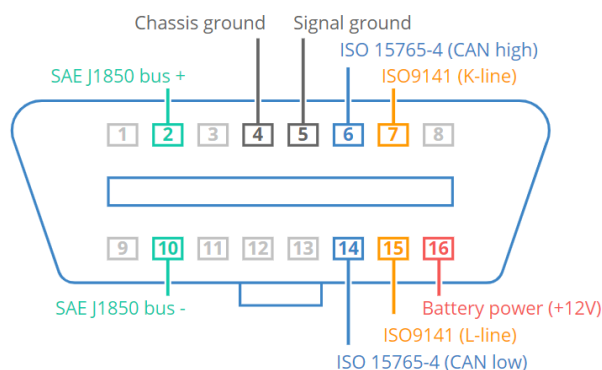 Chassis ground
Signal ground
ISO 15765-4 (CAN high)
SAE J1850 bus +
ISO9141 (K-line)
1 2 3 4 5 6 7 8
9 10 11 12 13 14 15 16
SAE J1850 bus -
Battery power (+12V)
ISO9141 (L-line)
ISO 15765-4 (CAN low)